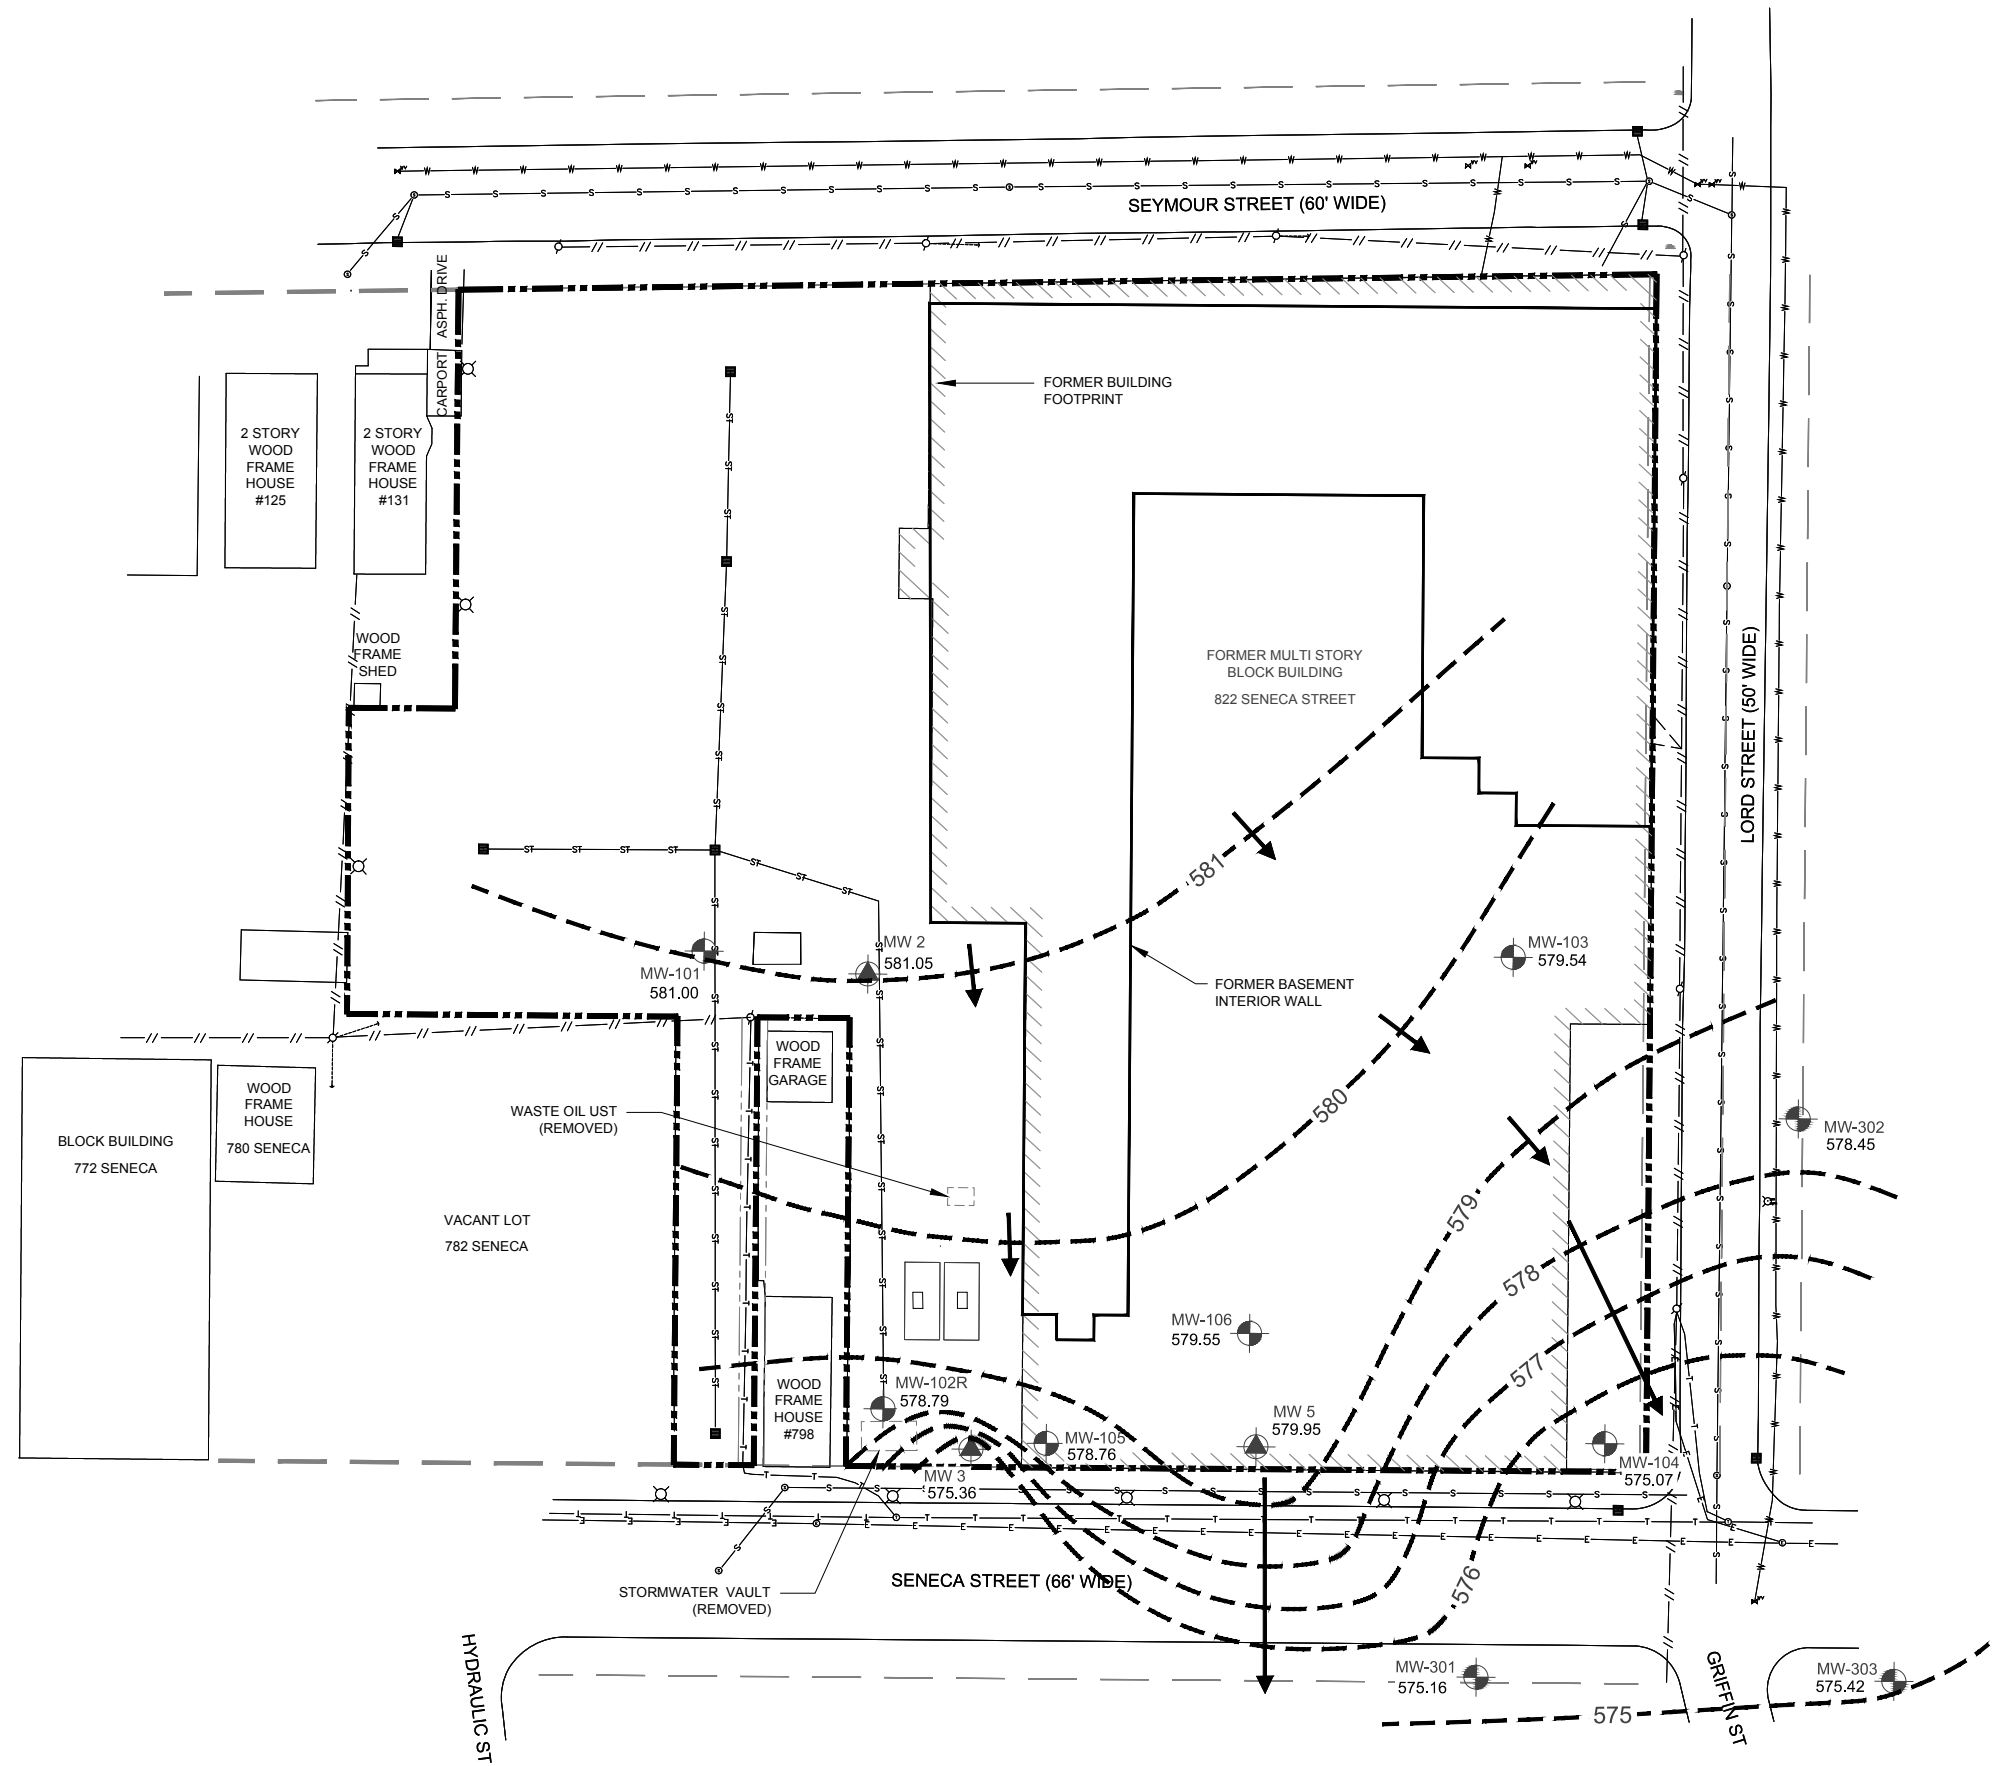 SEYMOUR STREET (60' WIDE)
ASPH. DRIVE
CARPORT
FORMER BUILDING
FOOTPRINT
2 STORY
WOOD
FRAME
HOUSE
#125
2 STORY
WOOD
FRAME
HOUSE
#131
WOOD
FRAME
SHED
FORMER MULTI STORY
BLOCK BUILDING
822 SENECA STREET
LORD STREET (50' WIDE)
581
MW 2
581.05
MW-101
581.00
MW-103
579.54
FORMER BASEMENT
INTERIOR WALL
WOOD
FRAME
GARAGE
580
WASTE OIL UST
(REMOVED)
WOOD
FRAME
HOUSE
780 SENECA
BLOCK BUILDING
772 SENECA
MW-302
578.45
VACANT LOT
782 SENECA
579
578
577
MW-106
579.55
WOOD
FRAME
HOUSE
#798
MW-102R
578.79
MW-105
578.76
MW 5
579.95
MW 3
575.36
MW-104
575.07
SENECA STREET (66' WIDE)
STORMWATER VAULT
(REMOVED)
576
HYDRAULIC ST
GRIFFIN ST
MW-301
575.16
MW-303
575.42
575